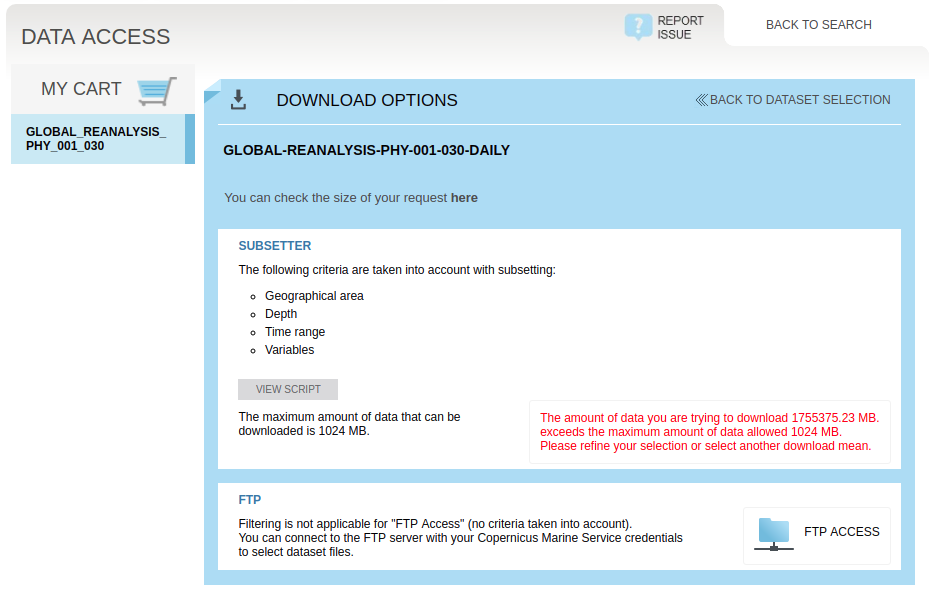 DATA ACCESS
REPORT
ISSUE
BACK TO SEARCH
MY CART
GLOBAL_REANALYSIS_
PHY_001_030
DOWNLOAD OPTIONS
BACK TO DATASET SELECTION
GLOBAL-REANALYSIS-PHY-001-030-DAILY
You can check the size of your request here
SUBSETTER
The following criteria are taken into account with subsetting:
Geographical area
Depth
Time range
Variables
VIEW SCRIPT
The maximum amount of data that can be
downloaded is 1024 MB.
The amount of data you are trying to download 1755375.23 MB.
exceeds the maximum amount of data allowed 1024 MB.
Please refine your selection or select another download mean.
FTP
Filtering is not applicable for "FTP Access" (no criteria taken into account).
You can connect to the FTP server with your Copernicus Marine Service credentials
to select dataset files.
FTP ACCESS